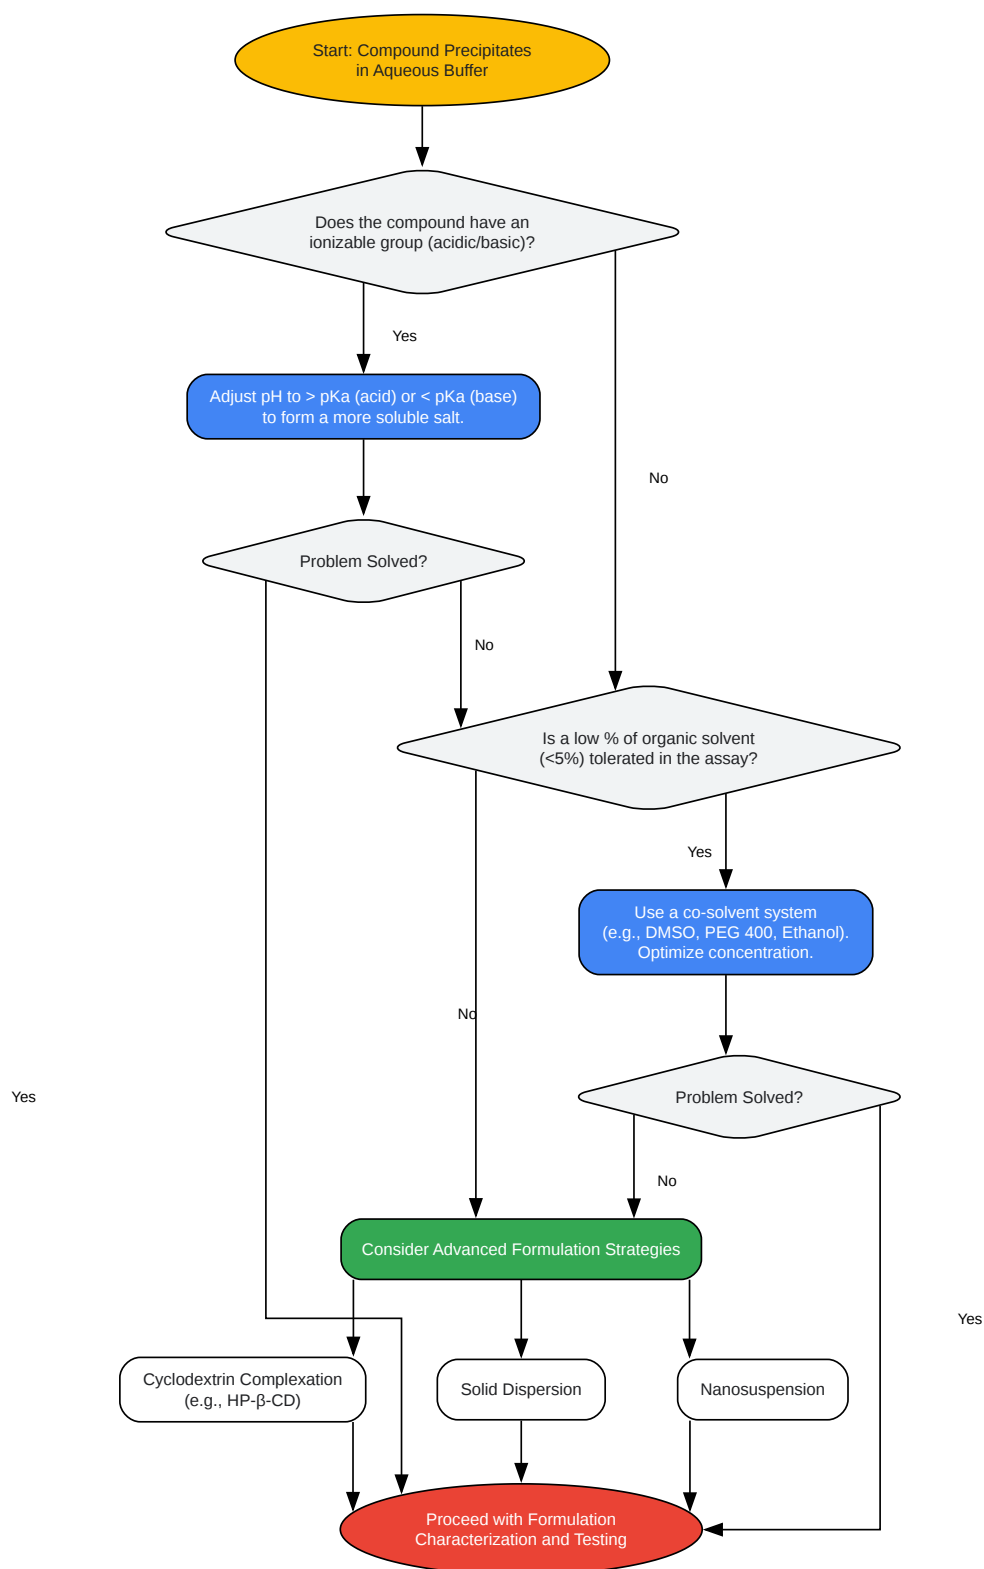 Start: Compound Precipitates
in Aqueous Buffer
Does the compound have an
ionizable group (acidic/basic)?
Yes
Adjust pH to > pKa (acid) or < pKa (base)
to form a more soluble salt.
No
Problem Solved?
No
Is a low % of organic solvent
(<5%) tolerated in the assay?
Yes
Use a co-solvent system
(e.g., DMSO, PEG 400, Ethanol).
Optimize concentration.
No
Yes
Problem Solved?
No
Consider Advanced Formulation Strategies
Yes
Cyclodextrin Complexation
(e.g., HP-β-CD)
Solid Dispersion
Nanosuspension
Proceed with Formulation
Characterization and Testing